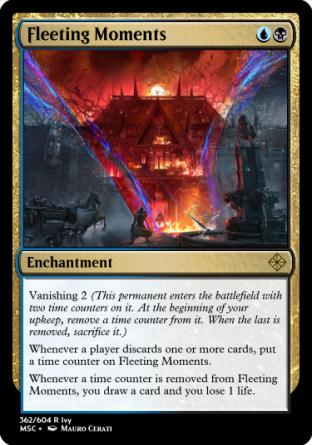 Fleeting Moments
Enchantment
Vanishing 2 (This permanent enters the battlefield with
two time counters on it. At the beginning of your
upkeep, remove a time counter from it. When the last is
removed, sacrifice it.)
Whenever a player discards one or more cards, put
a time counter on Fleeting Moments.
Whenever a time counter is removed from Fleeting
Moments, you draw a card and you lose 1 life.
362/604 R Ivy
MSC • Mauro Cerati